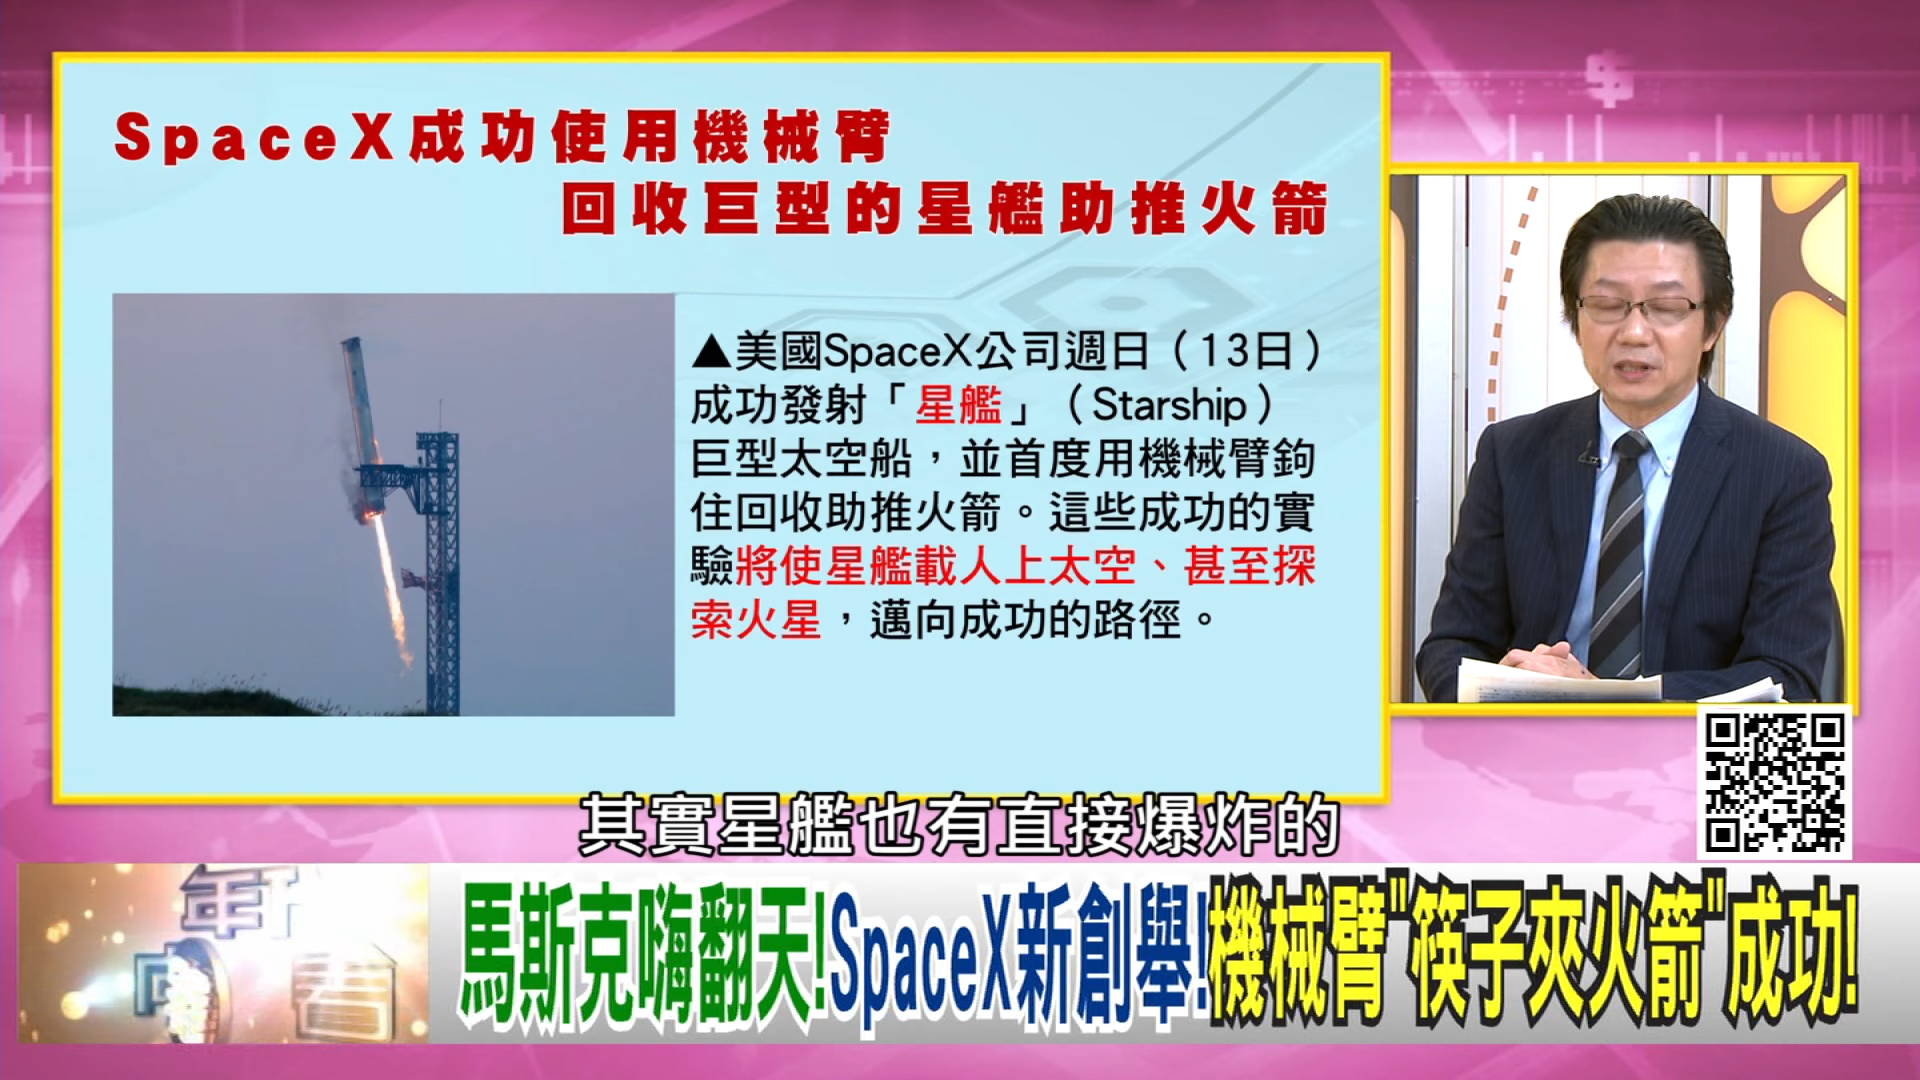 SpaceX成功使用機械臂
回收巨型的星艦助推火箭
▲美國SpaceX公司週日（13日）
成功發射「星艦」（Starship）
巨型太空船，並首度用機械臂鉤
住回收助推火箭。這些成功的實
驗將使星艦載人上太空、甚至探
索火星，邁向成功的路徑。
其實星艦也有直接爆炸的
馬斯克嗨翻天!SpaceX新創舉!機械臂"筷子夾火箭"成功!